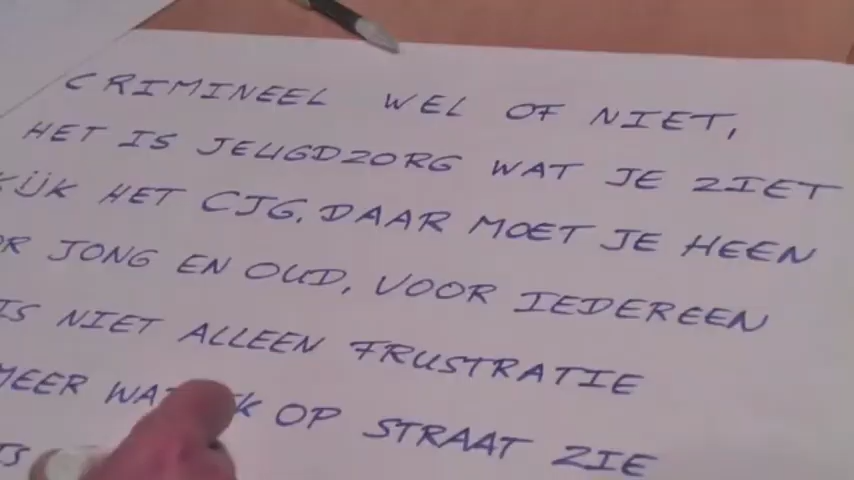 CRIMINEEL WEL OF NIET,
HET IS JEUGDZORG WAT JE ZIET
KIJK HET CJG, DAAR MOET JE HEEN
JONG EN OUD, VOOR IEDEREEN
IS NIET ALLEEN FRUSTRATIE
MEER OP STRAAT ZIE